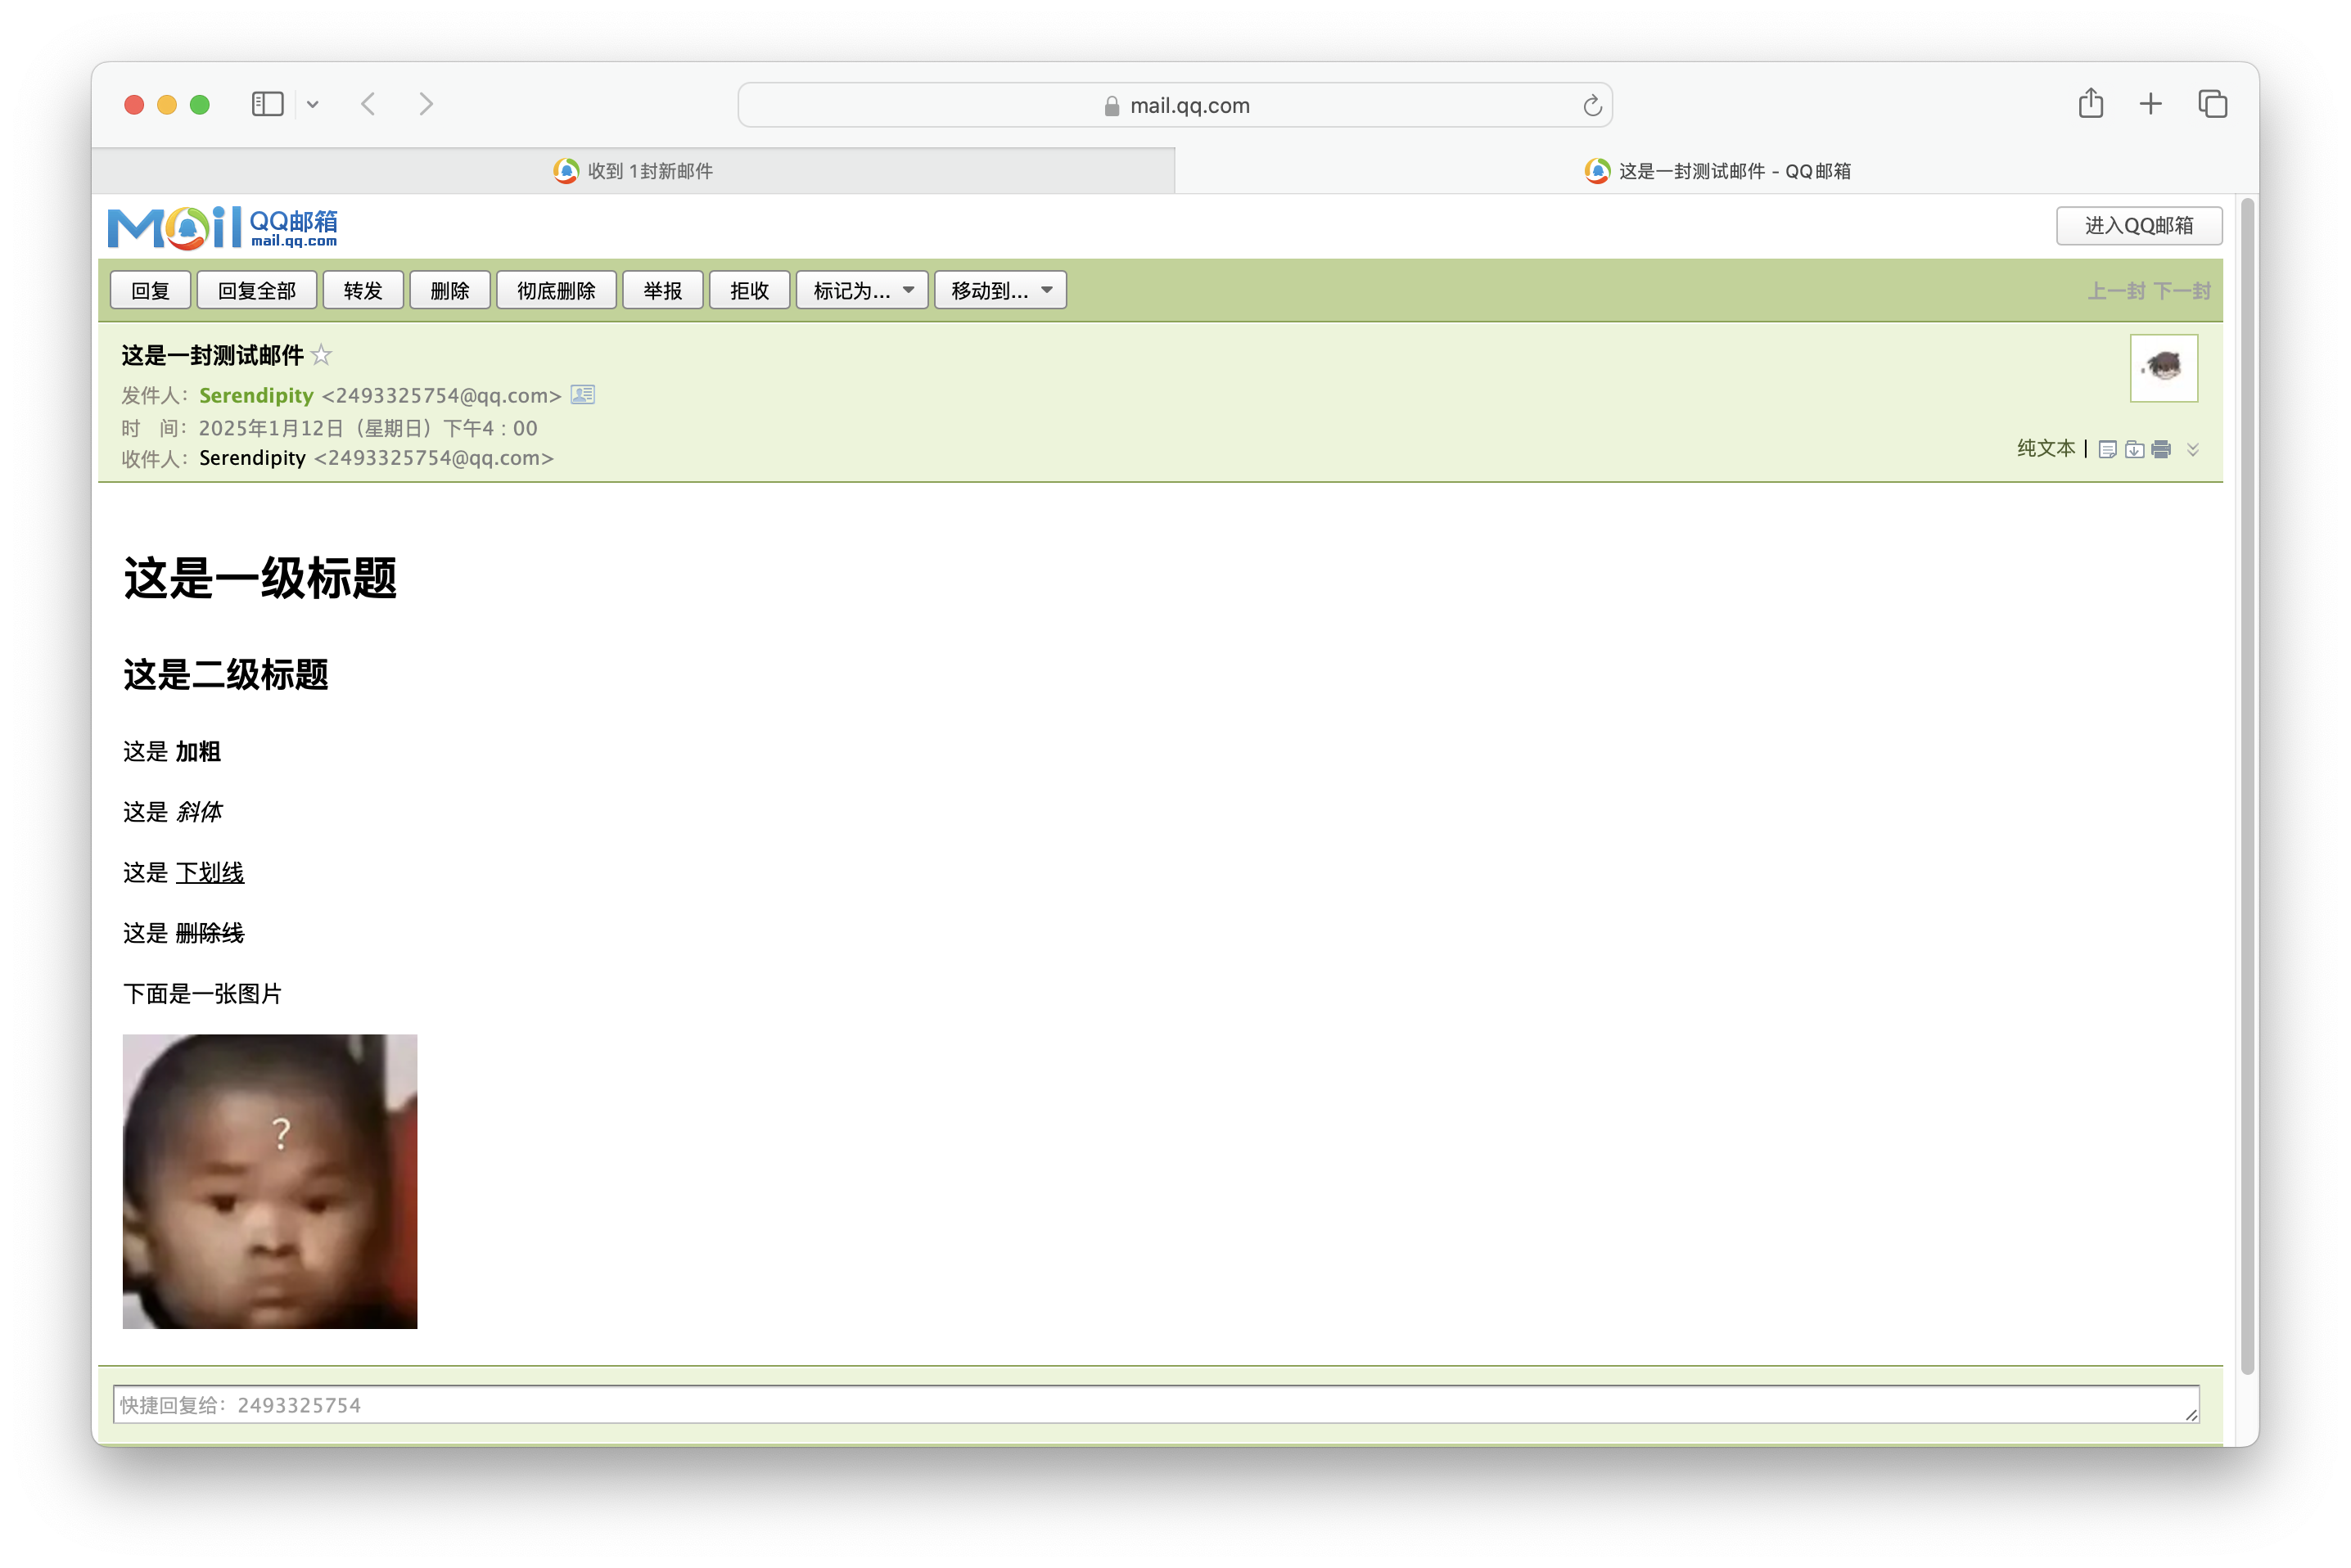 mail.qq.com
收到 1封新邮件
这是一封测试邮件 - QQ邮箱
Mail QQ邮箱
mail.qq.com
进入QQ邮箱
回复 回复全部 转发 删除 彻底删除 举报 拒收 标记为... 移动到... 上一封 下一封
这是一封测试邮件
发件人：Serendipity <2493325754@qq.com>
时 间：2025年1月12日（星期日）下午4：00
收件人：Serendipity <2493325754@qq.com>
纯文本 |
这是一级标题
这是二级标题
这是 加粗
这是 斜体
这是 下划线
这是 删除线
下面是一张图片
?
快捷回复给：2493325754